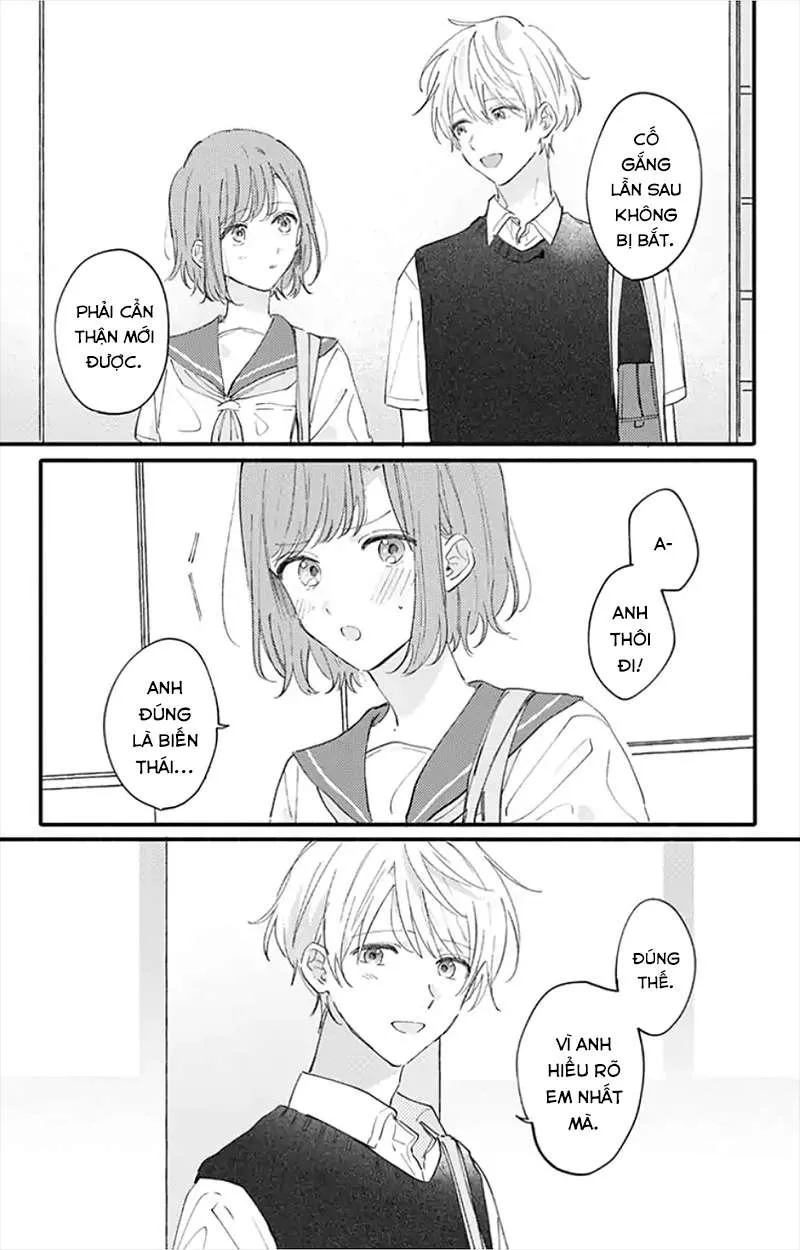 CỐ
GẮNG
LẦN SAU
KHÔNG
BỊ BẮT.
PHẢI CẨN
THẬN MỚI
ĐƯỢC.
A-
ANH
THÔI
ĐI!
ANH
ĐÚNG
LÀ BIẾN
THÁI...
ĐÚNG
THẾ.
VÌ ANH
HIỂU RÕ
EM NHẤT
MÀ.